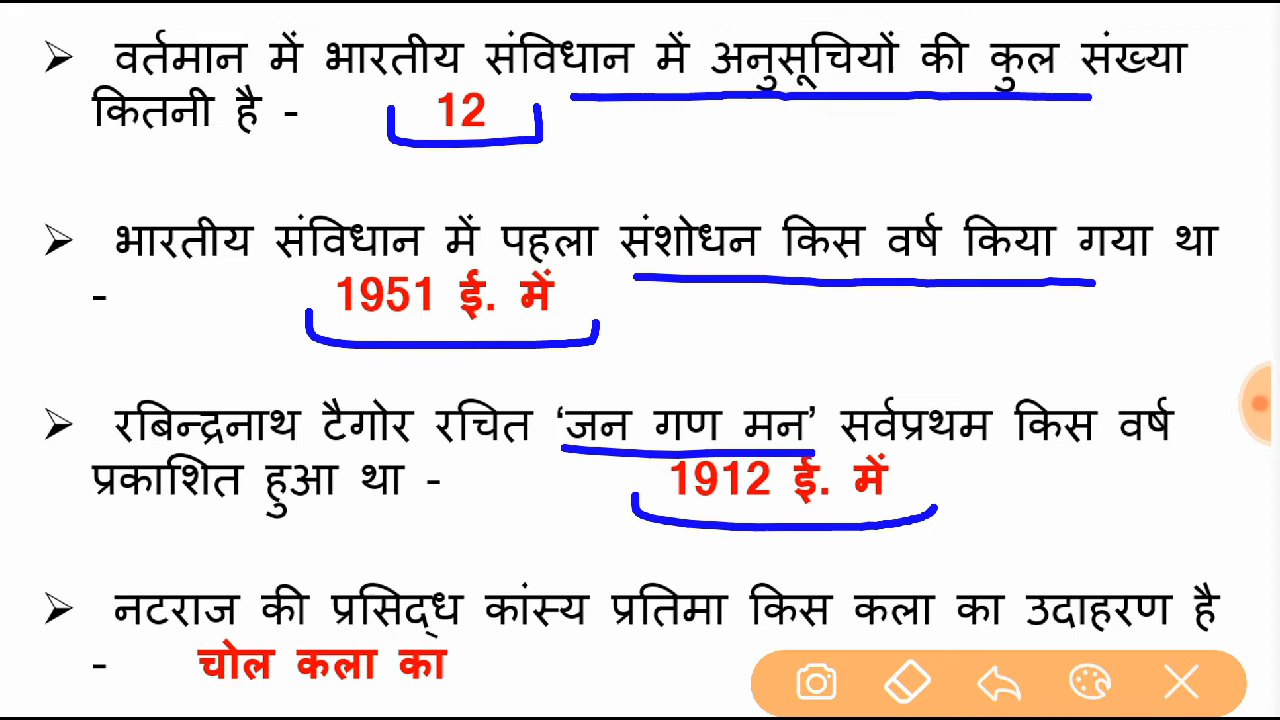 ➢ वर्तमान में भारतीय संविधान में अनुसूचियों की कुल संख्या
कितनी है - 12
➢ भारतीय संविधान में पहला संशोधन किस वर्ष किया गया था
- 1951 ई. में
➢ रबिन्द्रनाथ टैगोर रचित ‘जन गण मन’ सर्वप्रथम किस वर्ष
प्रकाशित हुआ था - 1912 ई. में
➢ नटराज की प्रसिद्ध कांस्य प्रतिमा किस कला का उदाहरण है
- चोल कला का